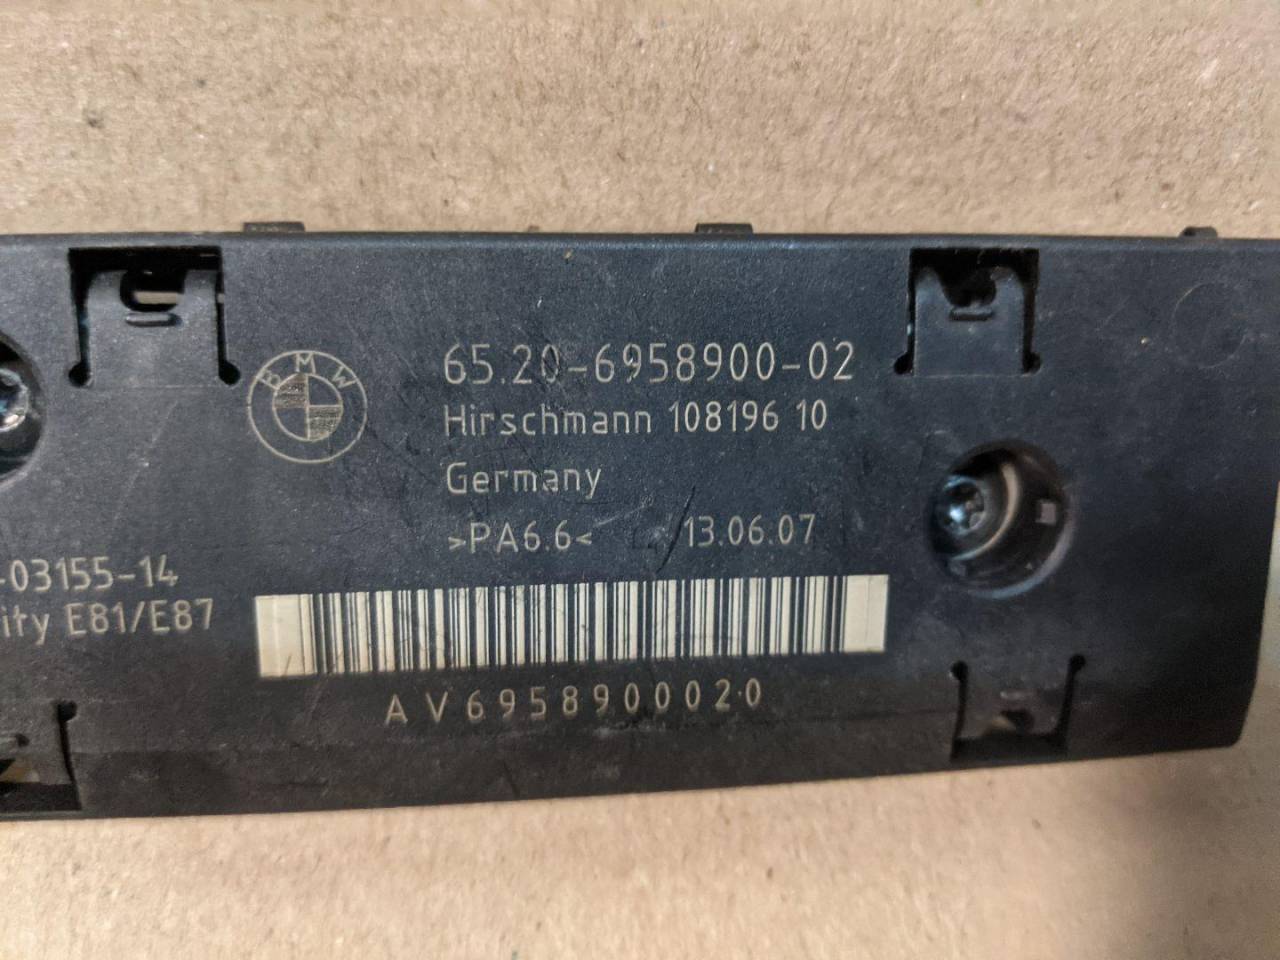 BMW
65.20-6958900-02
Hirschmann 108196 10
Germany
>PA6.6< 13.06.07
-03155-14
ity E81/E87
AV6958900020